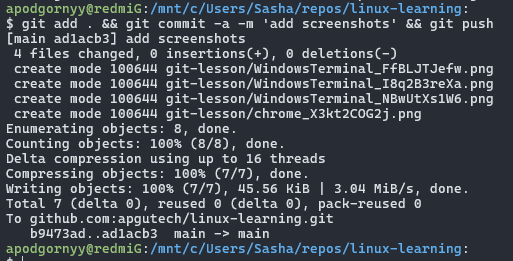 apodgornyy@redmiG:/mnt/c/Users/Sasha/repos/linux-learning:
$ git add . && git commit -a -m 'add screenshots' && git push
[main ad1acb3] add screenshots
 4 files changed, 0 insertions(+), 0 deletions(-)
 create mode 100644 git-lesson/WindowsTerminal_FfBLJTJefw.png
 create mode 100644 git-lesson/WindowsTerminal_I8q2B3reXa.png
 create mode 100644 git-lesson/WindowsTerminal_NBwUtXs1W6.png
 create mode 100644 git-lesson/chrome_X3kt2COG2j.png
Enumerating objects: 8, done.
Counting objects: 100% (8/8), done.
Delta compression using up to 16 threads
Compressing objects: 100% (7/7), done.
Writing objects: 100% (7/7), 45.56 KiB | 3.04 MiB/s, done.
Total 7 (delta 0), reused 0 (delta 0), pack-reused 0
To github.com:apgutech/linux-learning.git
   b9473ad..ad1acb3  main -> main
apodgornyy@redmiG:/mnt/c/Users/Sasha/repos/linux-learning:
$